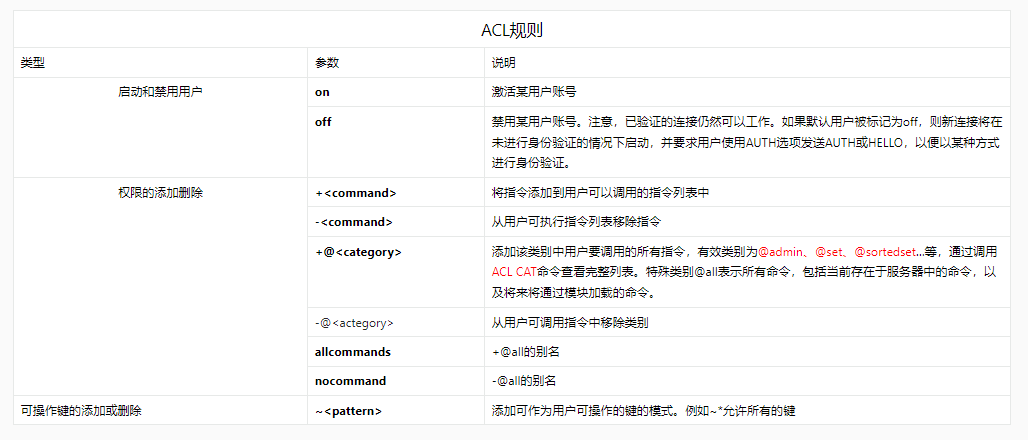 ACL规则
类型 参数 说明
启动和禁用用户 on 激活某用户账号
off 禁用某用户账号。注意，已验证的连接仍然可以工作。如果默认用户被标记为off，则新连接将在
未进行身份验证的情况下启动，并要求用户使用AUTH选项发送AUTH或HELLO，以便以某种方式
进行身份验证。
权限的添加删除 +<command> 将指令添加到用户可以调用的指令列表中
-<command> 从用户可执行指令列表移除指令
+@<category> 添加该类别中用户要调用的所有指令，有效类别为@admin、@set、@sortedset...等，通过调用
ACL CAT命令查看完整列表。特殊类别@all表示所有命令，包括当前存在于服务器中的命令，以
及将来将通过模块加载的命令。
-@<actegory> 从用户可调用指令中移除类别
allcommands +@all的别名
nocommand -@all的别名
可操作键的添加或删除 ~<pattern> 添加可作为用户可操作的键的模式。例如~*允许所有的键